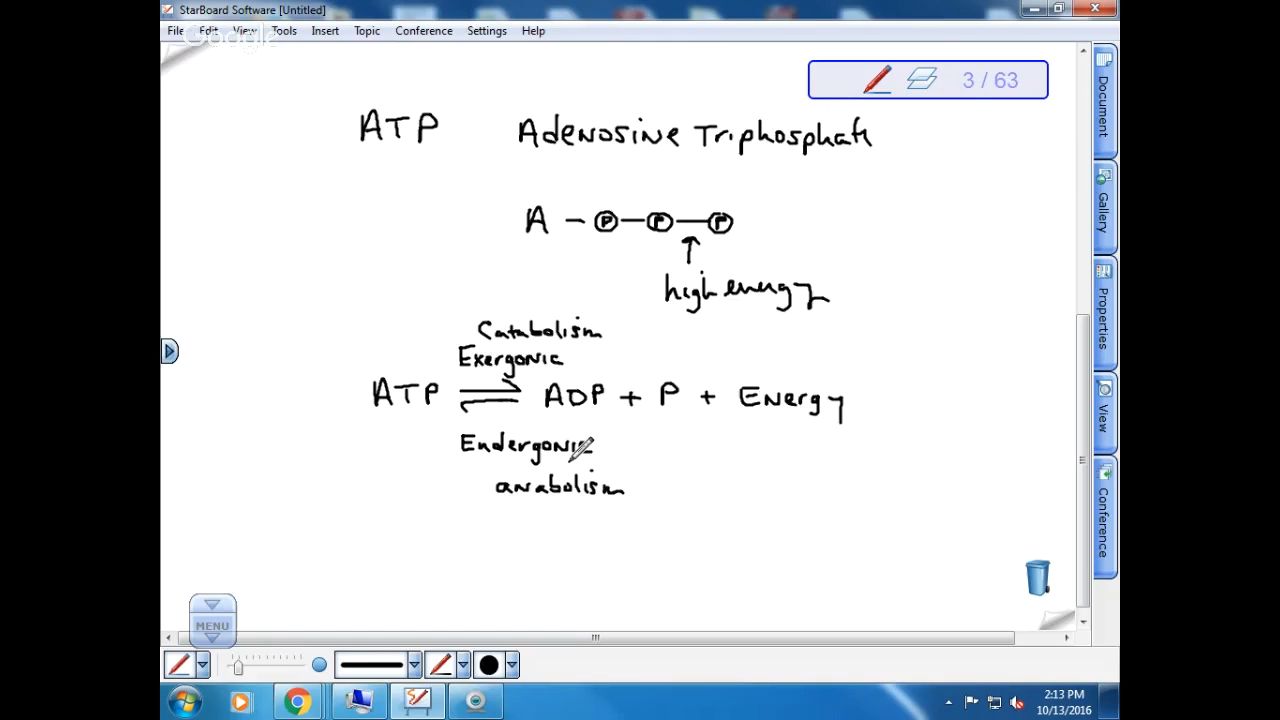 StarBoard Software [Untitled]
File Edit View Tools Insert Topic Conference Settings Help
Google
3 / 63
ATP Adenosine Triphosphate
A - P - P - P
high energy
Catabolism
Exergonic
ATP ⇌ ADP + P + Energy
Endergonic
anabolism
Document
Gallery
Properties
View
Conference
MENU
2:13 PM
10/13/2016